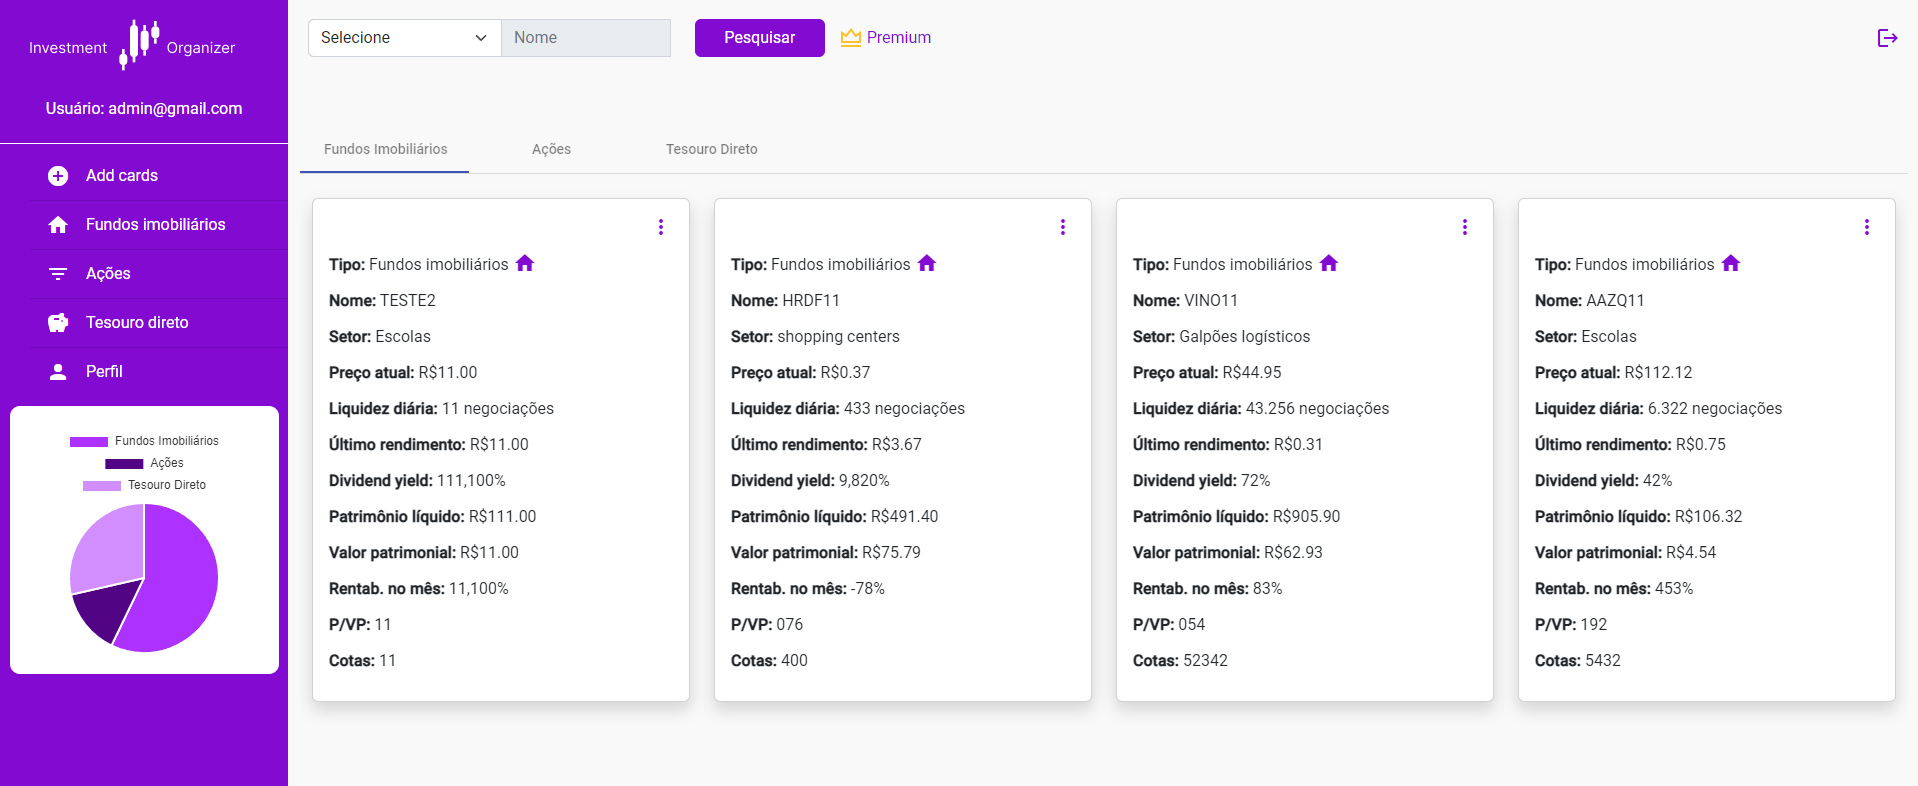 Investment Organizer
Usuário: admin@gmail.com
Add cards
Fundos imobiliários
Ações
Tesouro direto
Perfil
Fundos Imobiliários
Ações
Tesouro Direto
Selecione
Nome
Pesquisar
Premium
Fundos Imobiliários
Ações
Tesouro Direto
Tipo: Fundos imobiliários
Nome: TESTE2
Setor: Escolas
Preço atual: R$11.00
Liquidez diária: 11 negociações
Último rendimento: R$11.00
Dividend yield: 111,100%
Patrimônio líquido: R$111.00
Valor patrimonial: R$11.00
Rentab. no mês: 11,100%
P/VP: 11
Cotas: 11
Tipo: Fundos imobiliários
Nome: HRDF11
Setor: shopping centers
Preço atual: R$0.37
Liquidez diária: 433 negociações
Último rendimento: R$3.67
Dividend yield: 9,820%
Patrimônio líquido: R$491.40
Valor patrimonial: R$75.79
Rentab. no mês: -78%
P/VP: 076
Cotas: 400
Tipo: Fundos imobiliários
Nome: VINO11
Setor: Galpões logísticos
Preço atual: R$44.95
Liquidez diária: 43.256 negociações
Último rendimento: R$0.31
Dividend yield: 72%
Patrimônio líquido: R$905.90
Valor patrimonial: R$62.93
Rentab. no mês: 83%
P/VP: 054
Cotas: 52342
Tipo: Fundos imobiliários
Nome: AAZQ11
Setor: Escolas
Preço atual: R$112.12
Liquidez diária: 6.322 negociações
Último rendimento: R$0.75
Dividend yield: 42%
Patrimônio líquido: R$106.32
Valor patrimonial: R$4.54
Rentab. no mês: 453%
P/VP: 192
Cotas: 5432